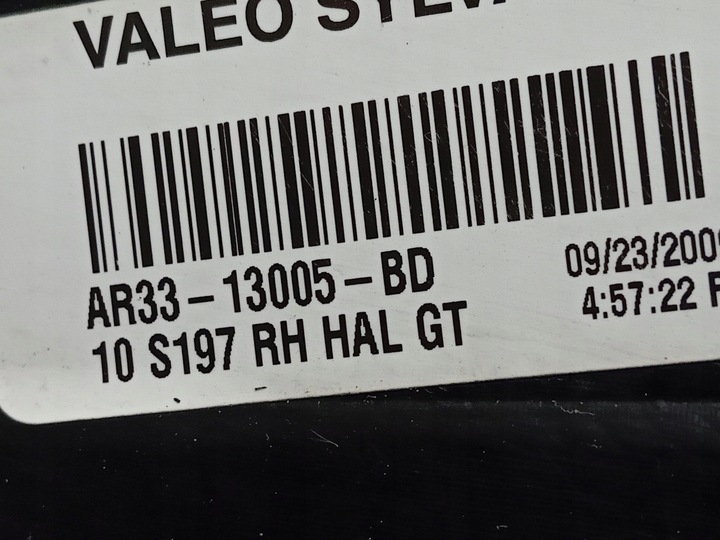 VALEO
AR33-13005-BD
10 S197 RH HAL GT
09/23/200
4:57:22